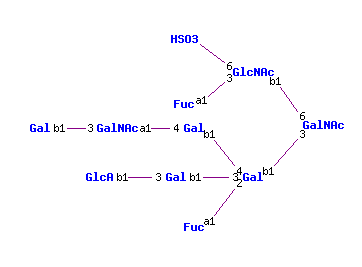 HSO3
6 GlcNAc
3 b1
Fuc a1
6
Gal b1 3 GalNAc a1 4 Gal GalNAc
b1 3
4 b1
GlcA b1 3 Gal b1 3 Gal
2
a1
Fuc